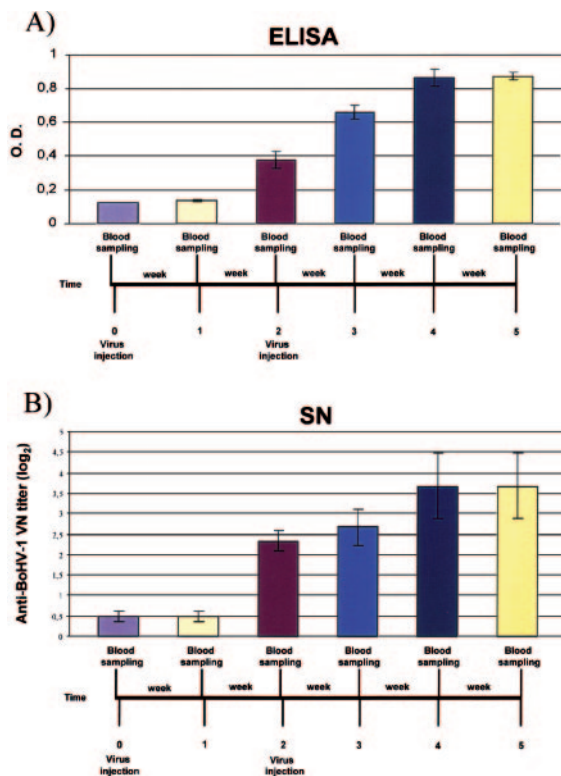 A)
ELISA
1
0,8
0,6
0,4
0,2
0
O. D.
Blood sampling Blood sampling Blood sampling Blood sampling Blood sampling Blood sampling
week week week week week
Time
0 1 2 3 4 5
Virus injection Virus injection
B)
SN
5
4,5
4
3,5
3
2,5
2
1,5
1
0,5
0
Anti-BoHV-1 VN titer (log2)
Blood sampling Blood sampling Blood sampling Blood sampling Blood sampling Blood sampling
week week week week week
Time
0 1 2 3 4 5
Virus injection Virus injection